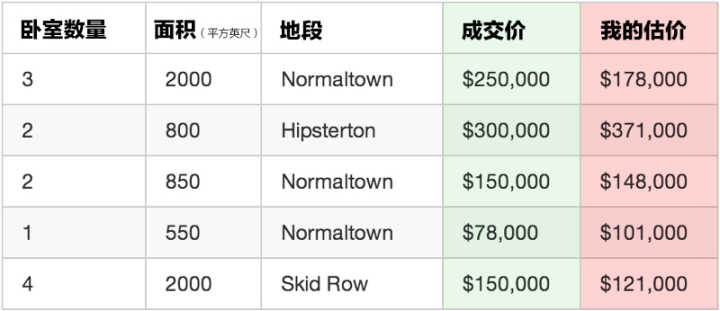 卧室数量 面积（平方英尺） 地段 成交价 我的估价
3 2000 Normaltown $250,000 $178,000
2 800 Hipsterton $300,000 $371,000
2 850 Normaltown $150,000 $148,000
1 550 Normaltown $78,000 $101,000
4 2000 Skid Row $150,000 $121,000